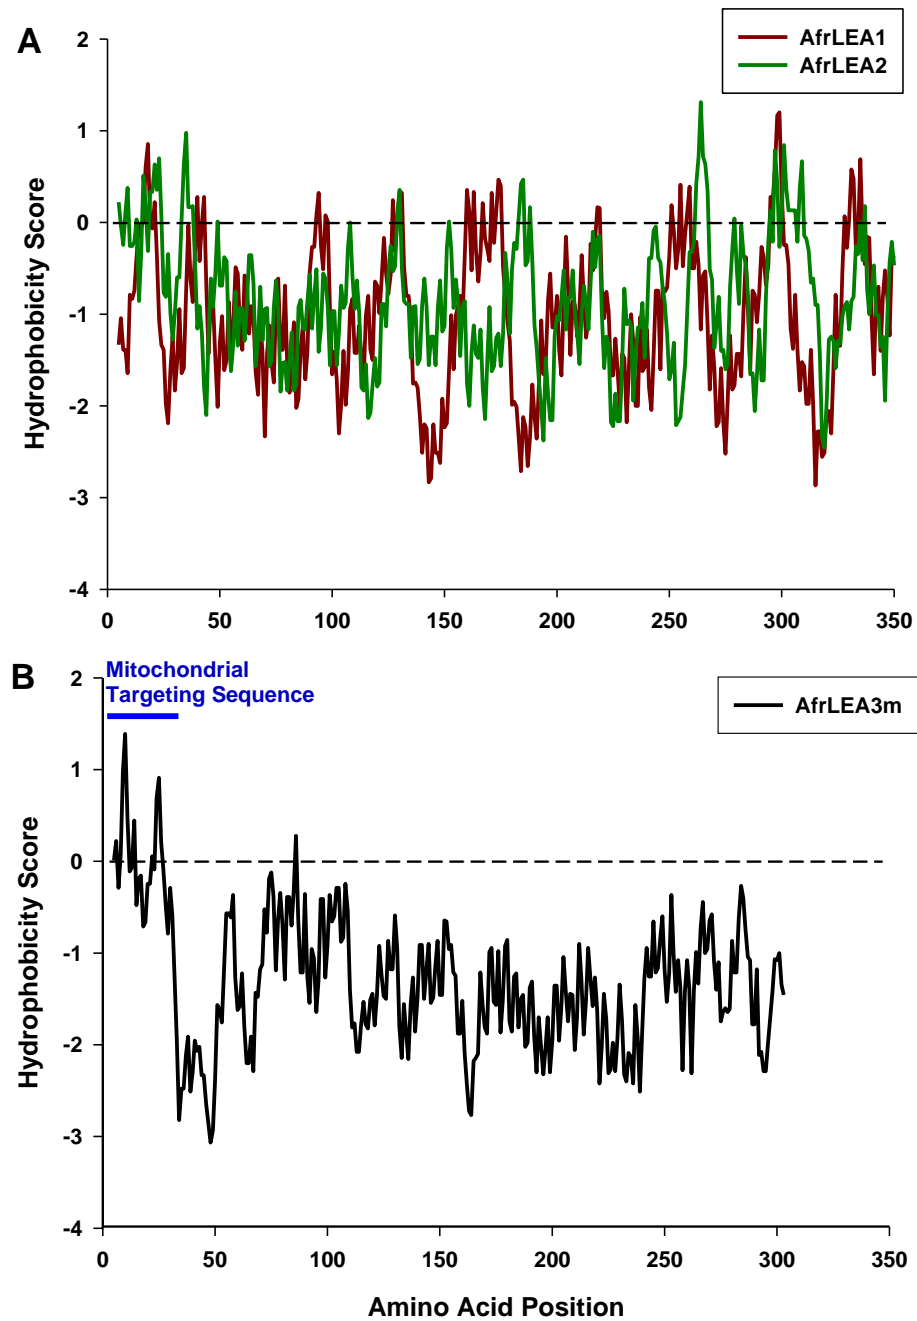 A
AfrLEA1
AfrLEA2
2
1
0
-1
-2
-3
-4
Hydrophobicity Score
0 50 100 150 200 250 300 350
B
Mitochondrial
Targeting Sequence
AfrLEA3m
2
1
0
-1
-2
-3
-4
Hydrophobicity Score
0 50 100 150 200 250 300 350
Amino Acid Position